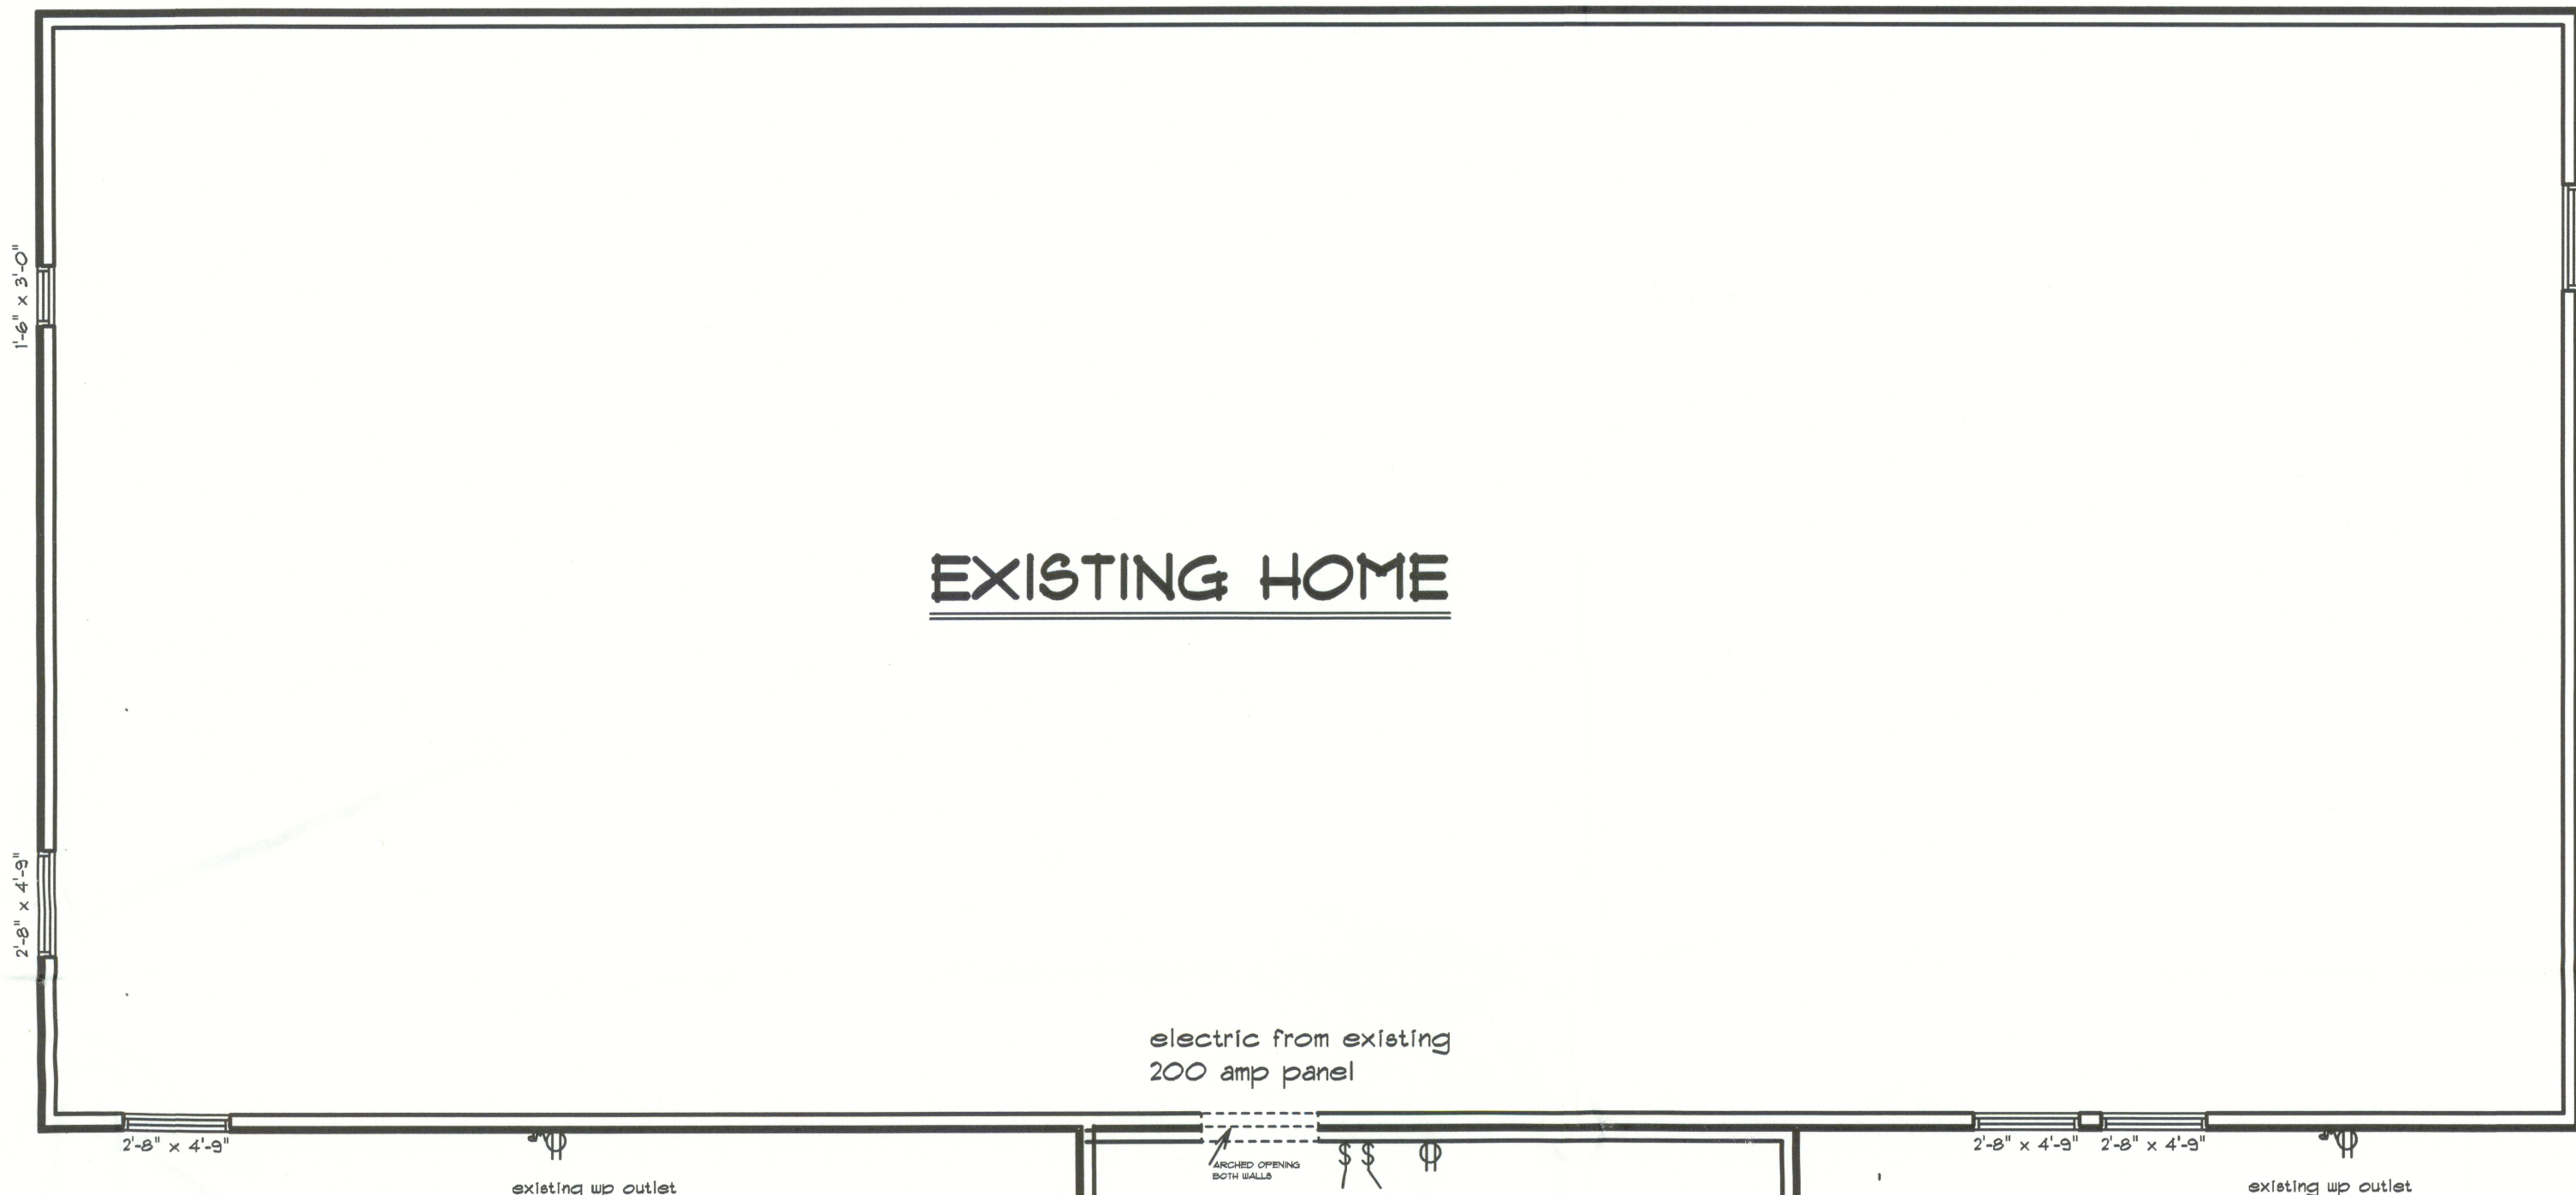 1'-6" x 3'-0"
EXISTING HOME
2'-8" x 4'-9"
electric from existing
200 amp panel
2'-8" x 4'-9"
2'-8" x 4'-9"
2'-8" x 4'-9"
ARCHED OPENING
BOTH WALLS
$ $
existing wp outlet
existing wp outlet